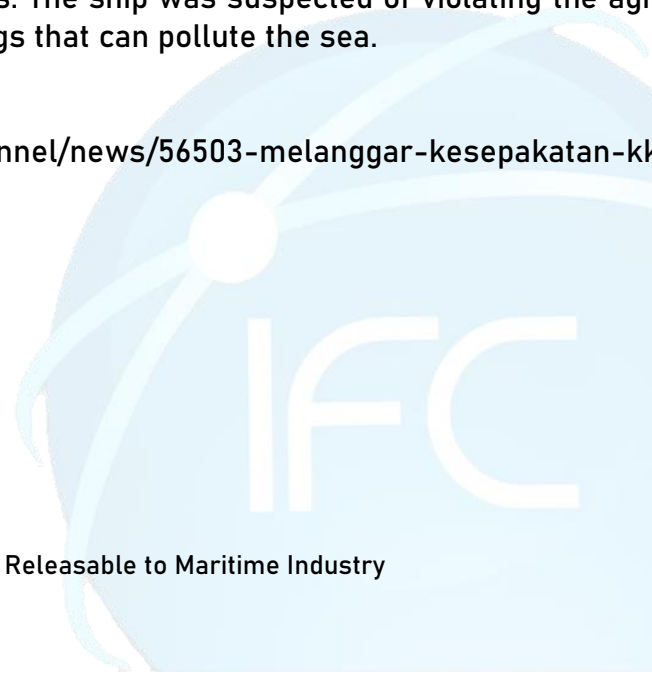 s. The ship was suspected of violating the
gs that can pollute the sea.
nnel/news/56503-melanggar-kesepakatan-kk
IFC
Releasable to Maritime Industry